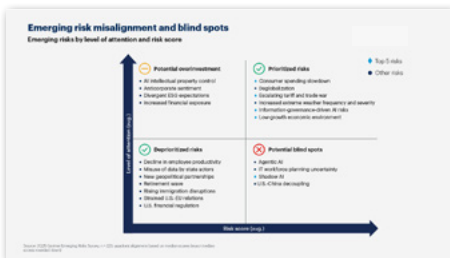 Emerging risk misalignment and blind spots
Emerging risks by level of attention and risk score
Top 5 risks
Other risks
Potential overinvestment
AI intellectual property control
Anticorporate sentiment
Divergent ESG expectations
Increased financial exposure
Prioritized risks
Consumer spending slowdown
Deglobalization
Escalating tariff and trade war
Increased extreme weather frequency and severity
Information-governance-driven AI risks
Low-growth economic environment
Level of attention (avg.)
Deprioritized risks
Decline in employee productivity
Misuse of data by state actors
New geopolitical partnerships
Retirement wave
Rising immigration disruptions
Strained U.S.-EU relations
U.S. financial regulation
Potential blind spots
Agentic AI
IT workforce planning uncertainty
Shadow AI
U.S.-China decoupling
Risk score (avg.)